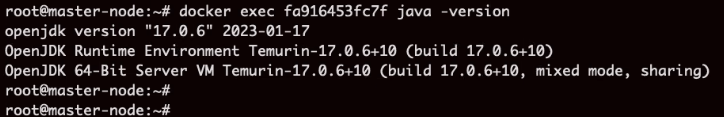 root@master-node:~# docker exec fa916453fc7f java -version
openjdk version "17.0.6" 2023-01-17
OpenJDK Runtime Environment Temurin-17.0.6+10 (build 17.0.6+10)
OpenJDK 64-Bit Server VM Temurin-17.0.6+10 (build 17.0.6+10, mixed mode, sharing)
root@master-node:~#
root@master-node:~#